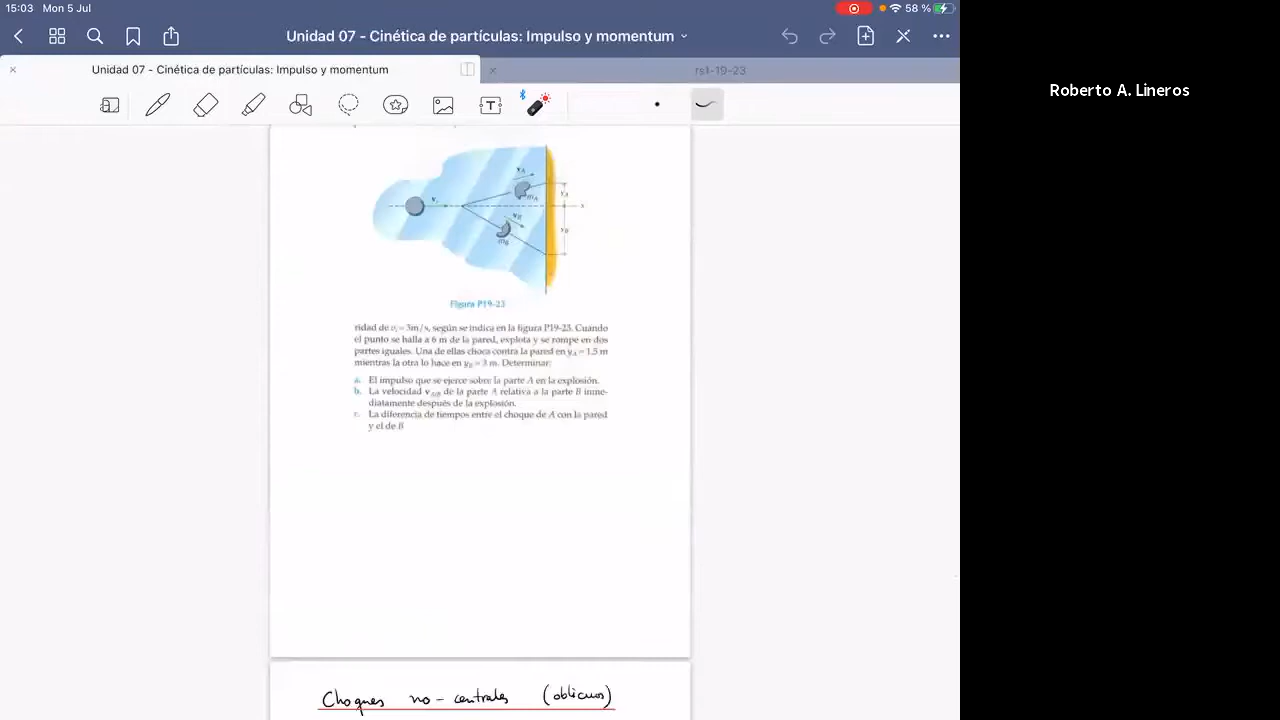 15:03 Mon 5 Jul
58 %
Unidad 07 - Cinética de partículas: Impulso y momentum
Unidad 07 - Cinética de partículas: Impulso y momentum
rs1-19-23
T
Roberto A. Lineros
v
A
m
A
y
A
x
v
B
m
B
y
B
Figura P19-23
ridad de vᵢ = 3m/s, según se indica en la figura P19-23. Cuando
el punto se halla a 6 m de la pared, explota y se rompe en dos
partes iguales. Una de ellas choca contra la pared en y_A = 1.5 m
mientras la otra lo hace en y_B = 3 m. Determinar:
a. El impulso que se ejerce sobre la parte A en la explosión.
b. La velocidad v_A/B de la parte A relativa a la parte B inme-
diatamente después de la explosión.
c. La diferencia de tiempos entre el choque de A con la pared
y el de B
Choques no-centrales (oblicuos)